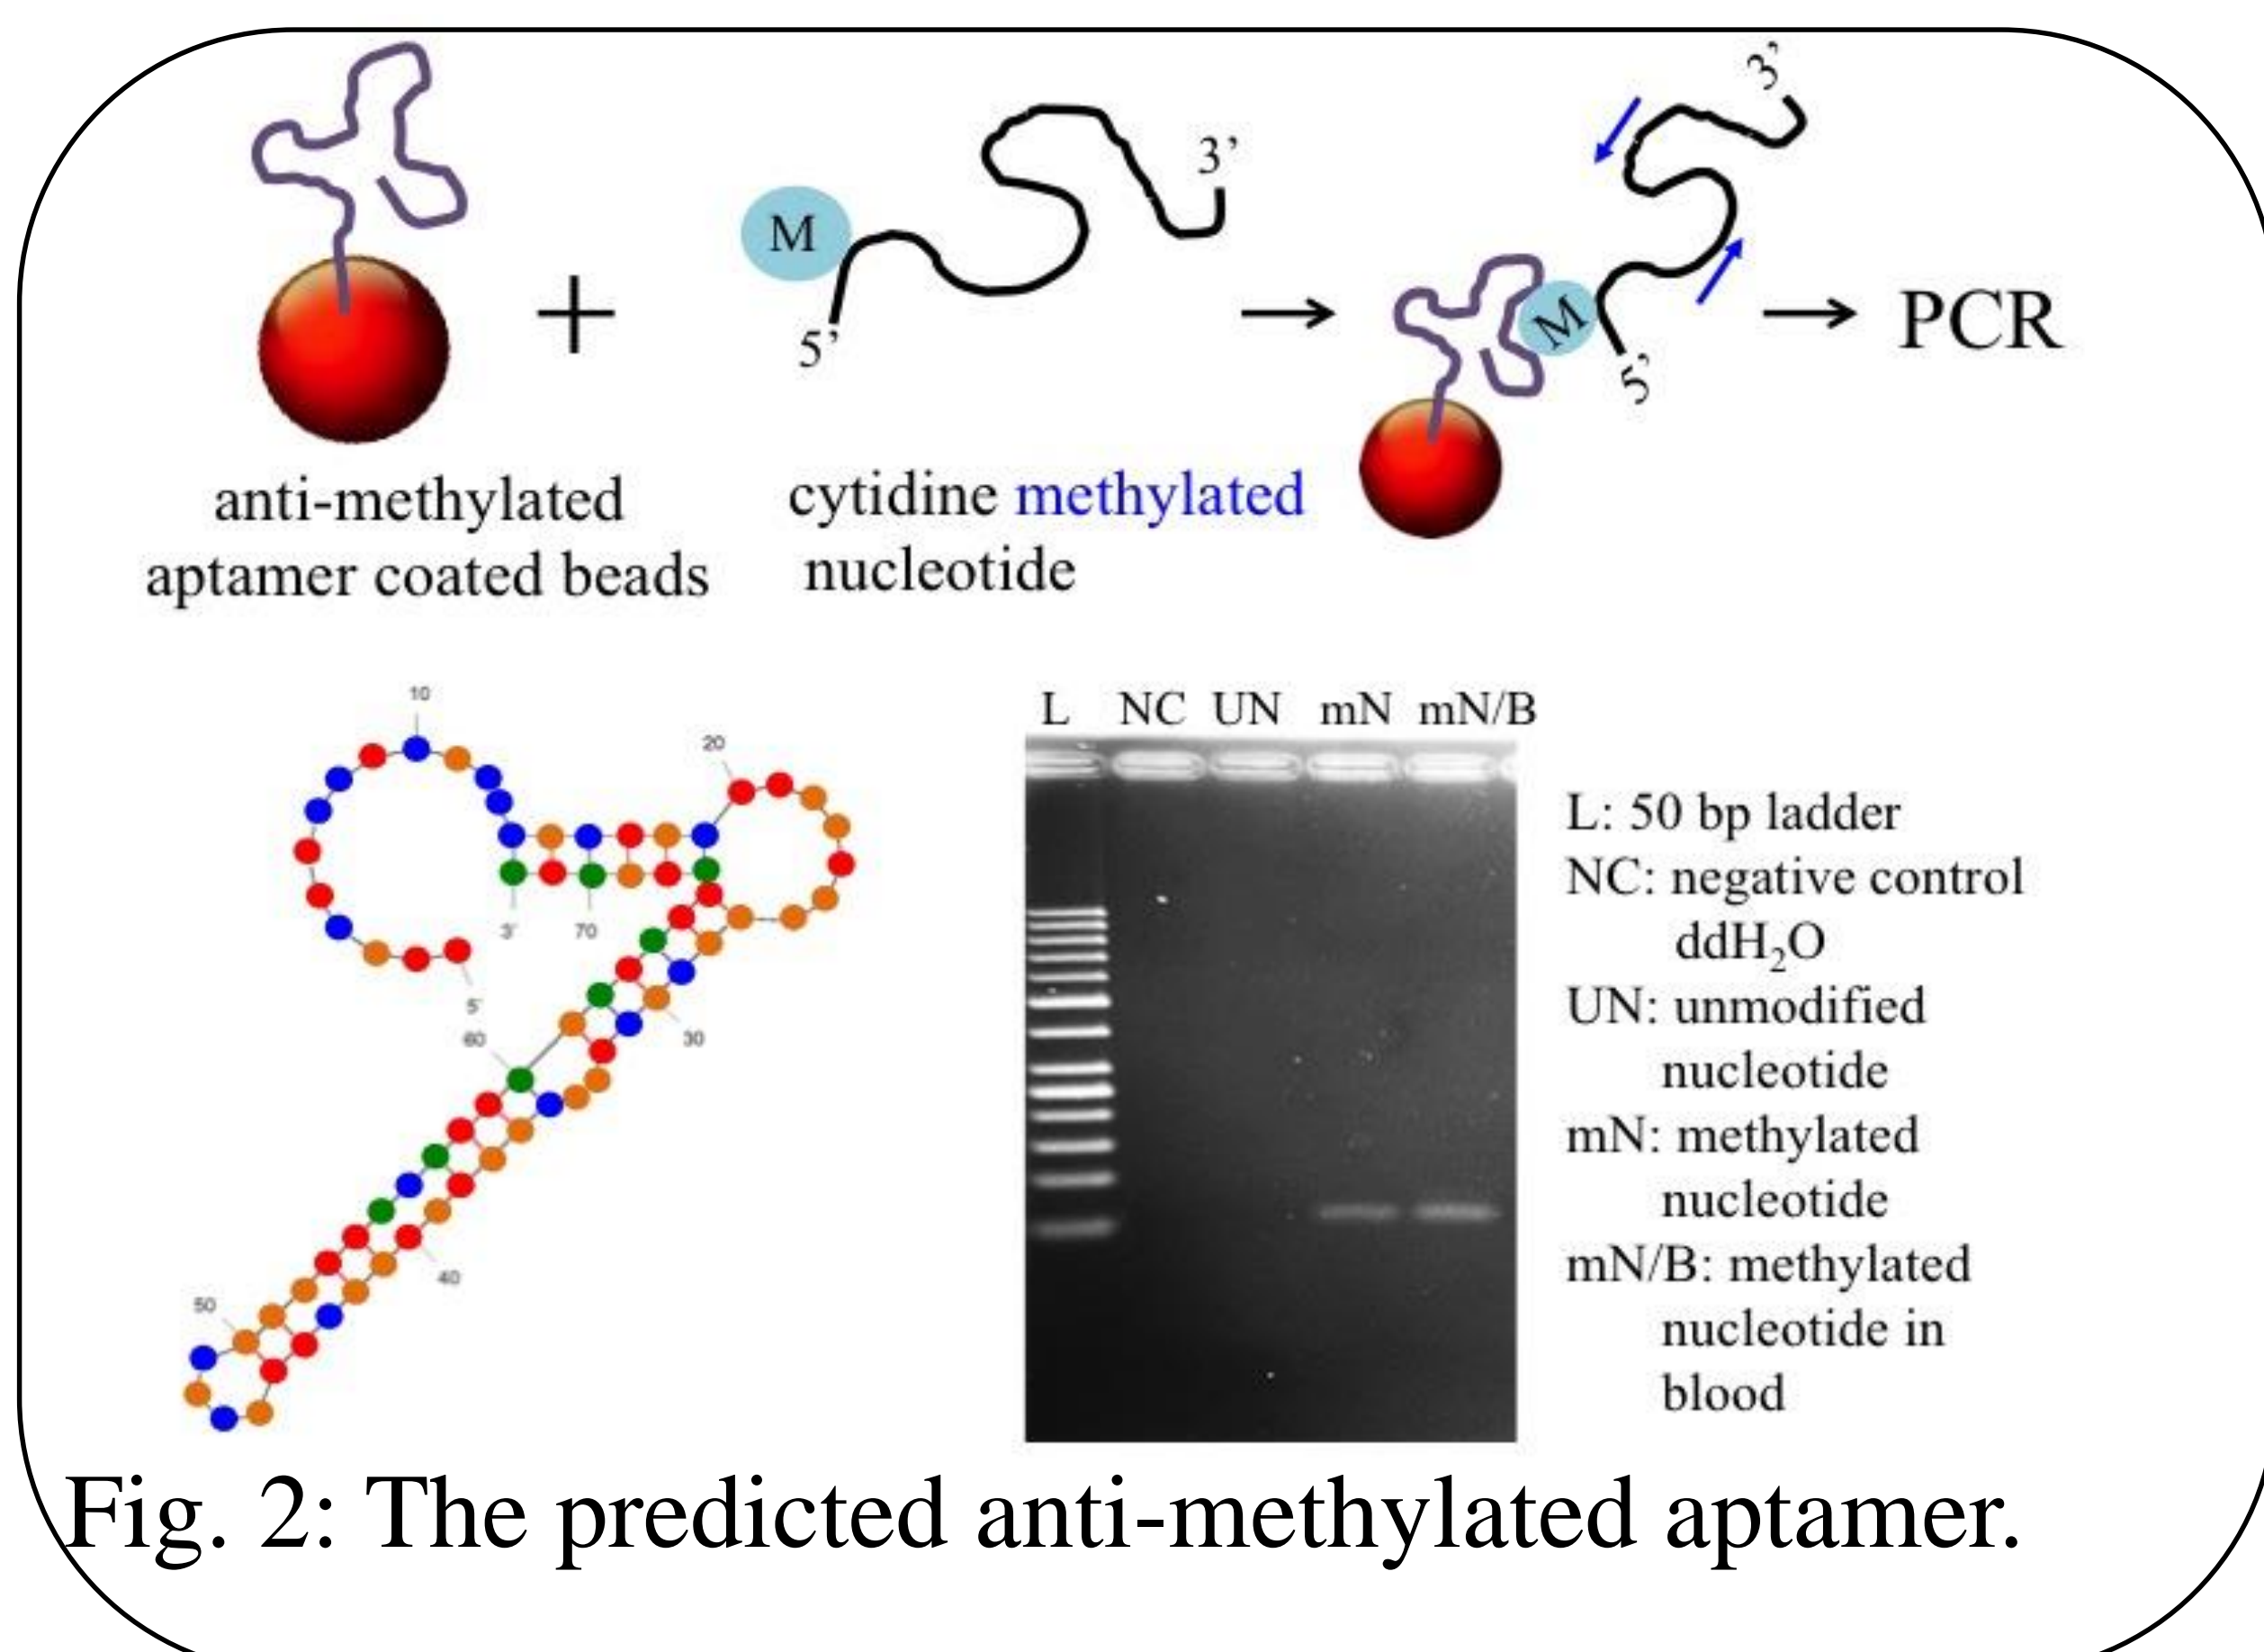 3’
3’
M
M
5’
5’
+
PCR
anti-methylated
aptamer coated beads
cytidine methylated
nucleotide
10
20
3'
70
5'
60
30
40
50
L NC UN mN mN/B
L: 50 bp ladder
NC: negative control
ddH₂O
UN: unmodified
nucleotide
mN: methylated
nucleotide
mN/B: methylated
nucleotide in
blood
Fig. 2: The predicted anti-methylated aptamer.